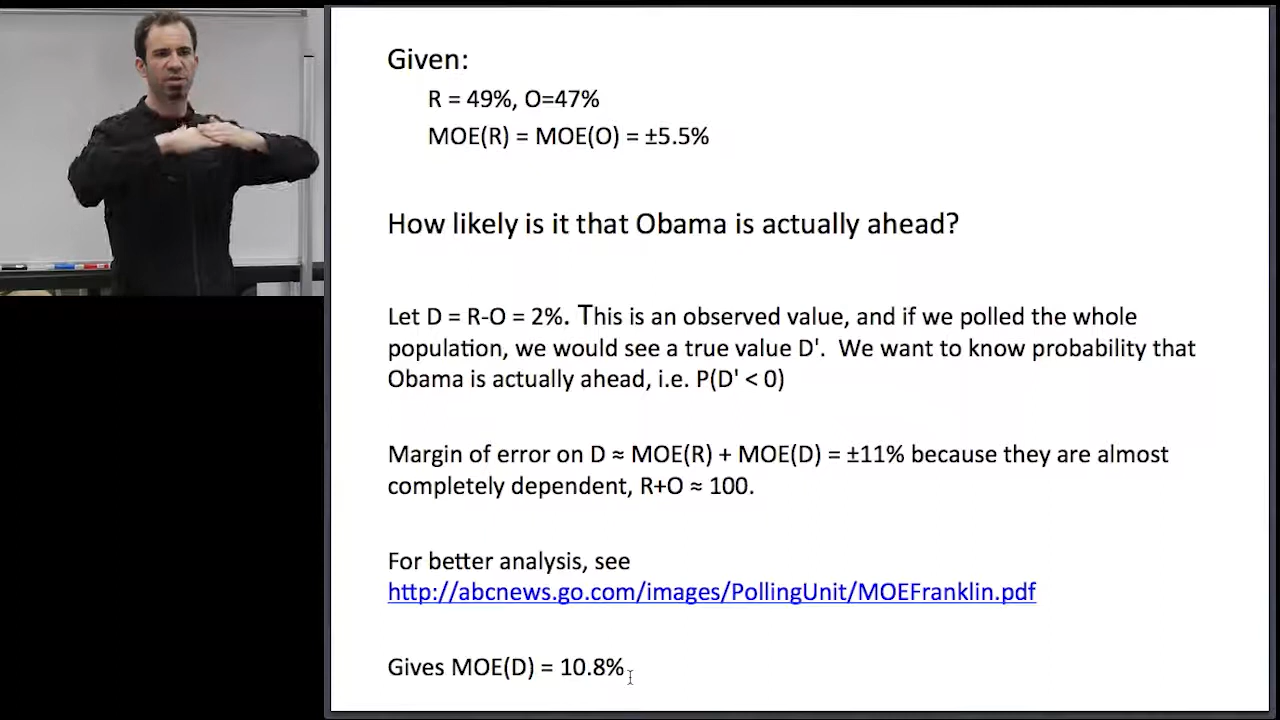 Given:
R = 49%, O=47%
MOE(R) = MOE(O) = ±5.5%
How likely is it that Obama is actually ahead?
Let D = R-O = 2%. This is an observed value, and if we polled the whole
population, we would see a true value D'. We want to know probability that
Obama is actually ahead, i.e. P(D' < 0)
Margin of error on D ≈ MOE(R) + MOE(D) = ±11% because they are almost
completely dependent, R+O ≈ 100.
For better analysis, see
http://abcnews.go.com/images/PollingUnit/MOEFranklin.pdf
Gives MOE(D) = 10.8%